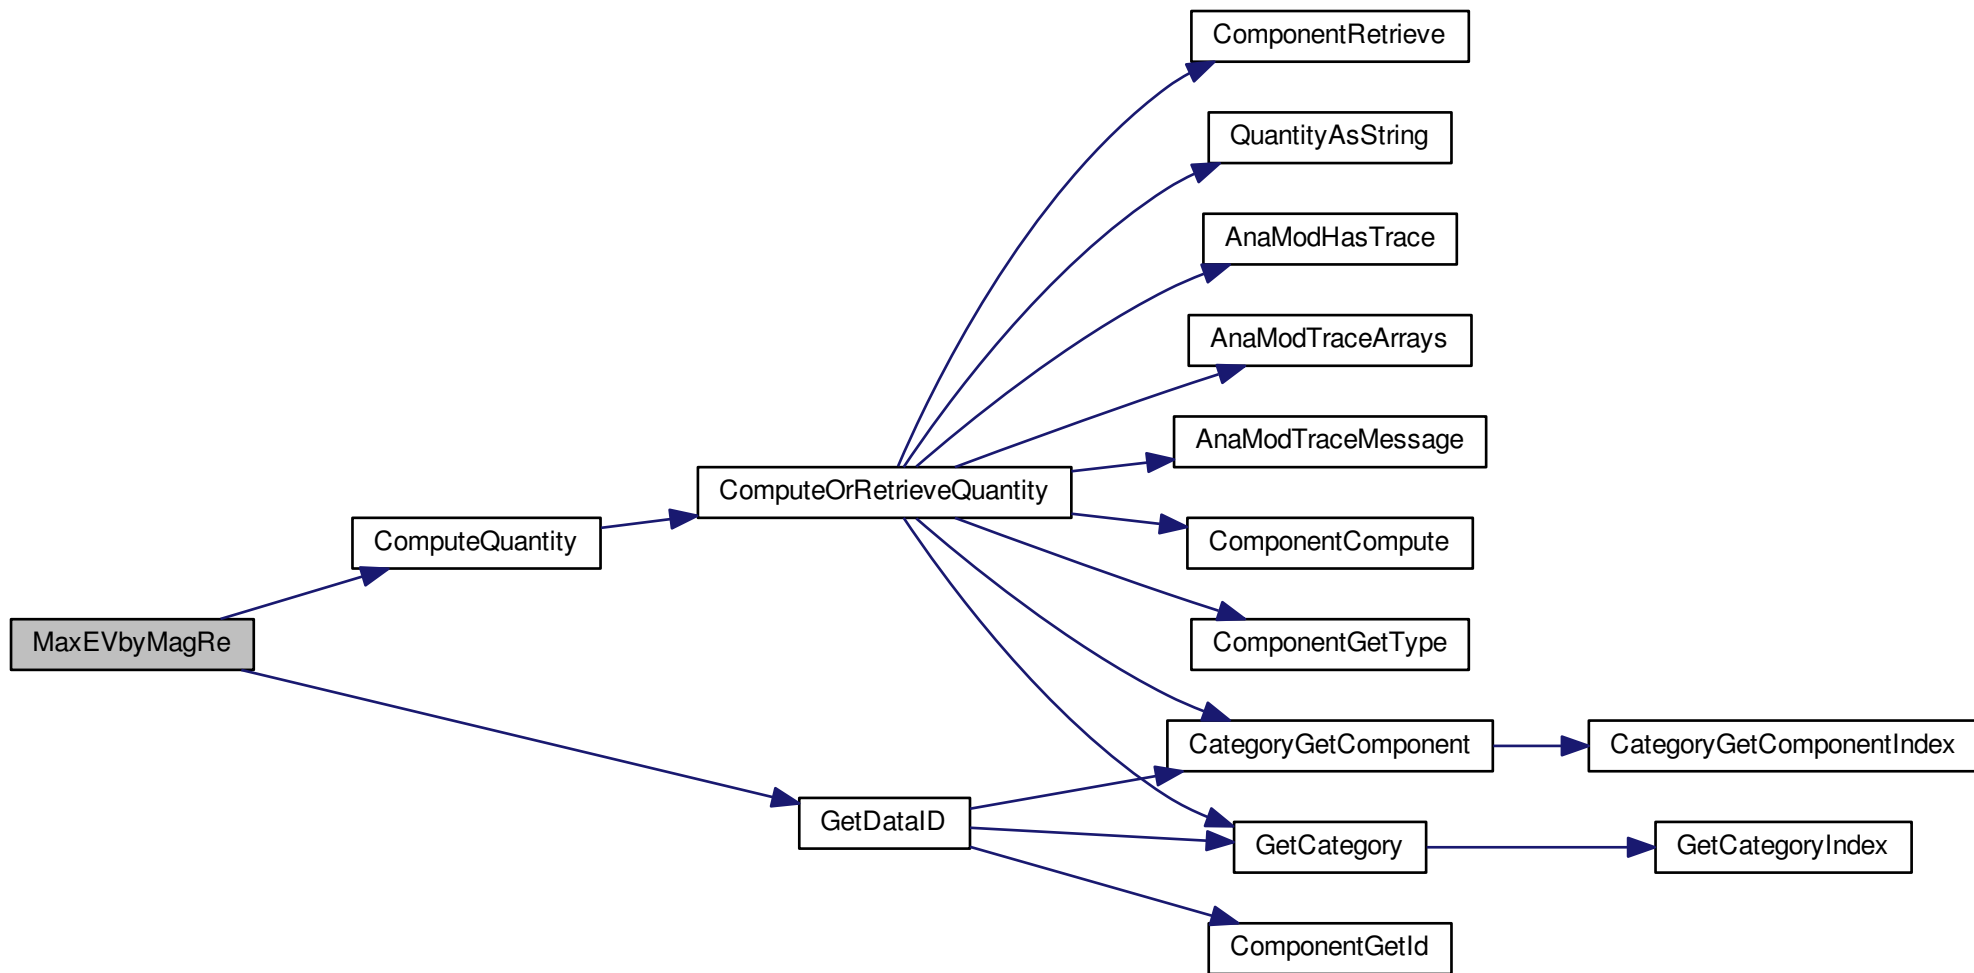 ComponentRetrieve
QuantityAsString
AnaModHasTrace
AnaModTraceArrays
AnaModTraceMessage
ComputeOrRetrieveQuantity
ComputeQuantity
ComponentCompute
MaxEVbyMagRe
ComponentGetType
CategoryGetComponent
CategoryGetComponentIndex
GetDataID
GetCategory
GetCategoryIndex
ComponentGetId